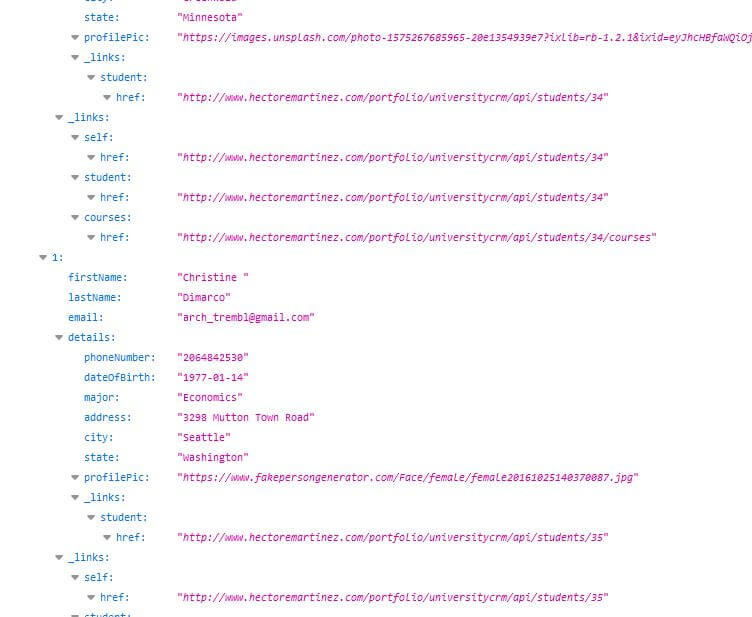 state: "Minnesota"
profilePic: "https://images.unsplash.com/photo-1575267685965-20e1354939e7?ixlib=rb-1.2.1&ixid=eyJhcHBfaWQiOj
_links:
student:
href: "http://www.hectoremartinez.com/portfolio/universitycrm/api/students/34"
_links:
self:
href: "http://www.hectoremartinez.com/portfolio/universitycrm/api/students/34"
student:
href: "http://www.hectoremartinez.com/portfolio/universitycrm/api/students/34"
courses:
href: "http://www.hectoremartinez.com/portfolio/universitycrm/api/students/34/courses"
1:
firstName: "Christine "
lastName: "Dimarco"
email: "arch_trembl@gmail.com"
details:
phoneNumber: "2064842530"
dateOfBirth: "1977-01-14"
major: "Economics"
address: "3298 Mutton Town Road"
city: "Seattle"
state: "Washington"
profilePic: "https://www.fakepersongenerator.com/Face/female/female20161025140370087.jpg"
_links:
student:
href: "http://www.hectoremartinez.com/portfolio/universitycrm/api/students/35"
_links:
self:
href: "http://www.hectoremartinez.com/portfolio/universitycrm/api/students/35"